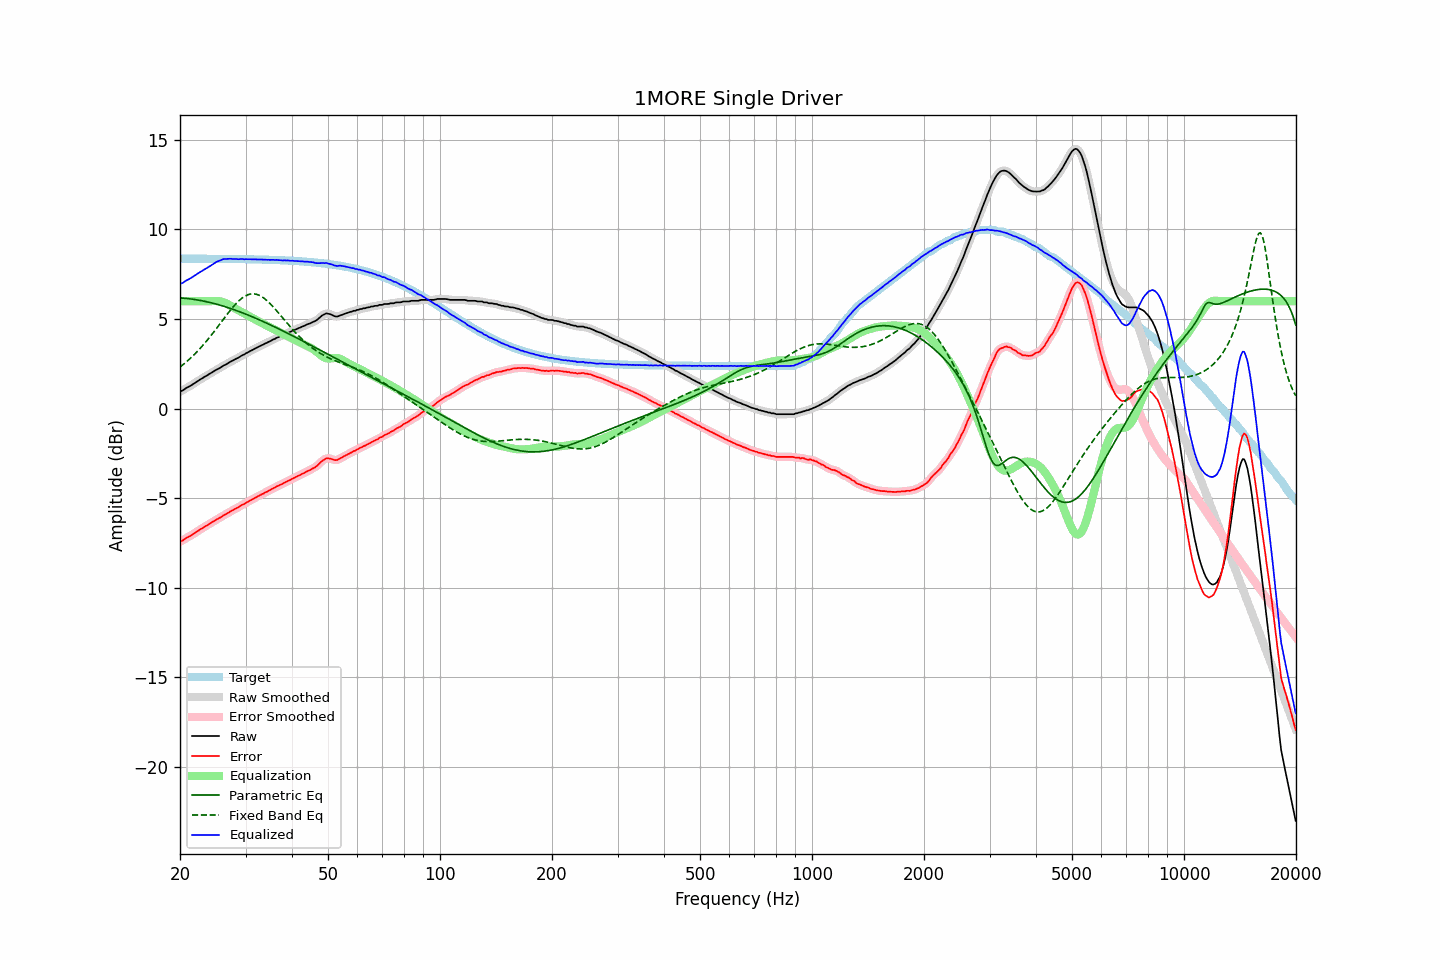 1MORE Single Driver
Amplitude (dBr)
15
10
5
0
−5
−10
−15
−20
Target
Raw Smoothed
Error Smoothed
Raw
Error
Equalization
Parametric Eq
Fixed Band Eq
Equalized
20 50 100 200 500 1000 2000 5000 10000 20000
Frequency (Hz)